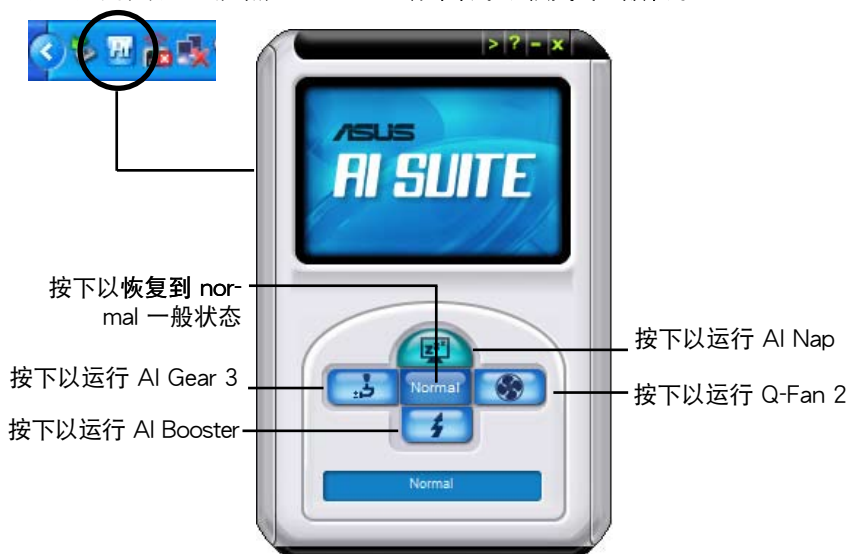 > ? - x
ASUS
AI SUITE
按下以恢复到 nor-
mal 一般状态
按下以运行 AI Nap
按下以运行 AI Gear 3
Normal
按下以运行 Q-Fan 2
按下以运行 AI Booster
Normal